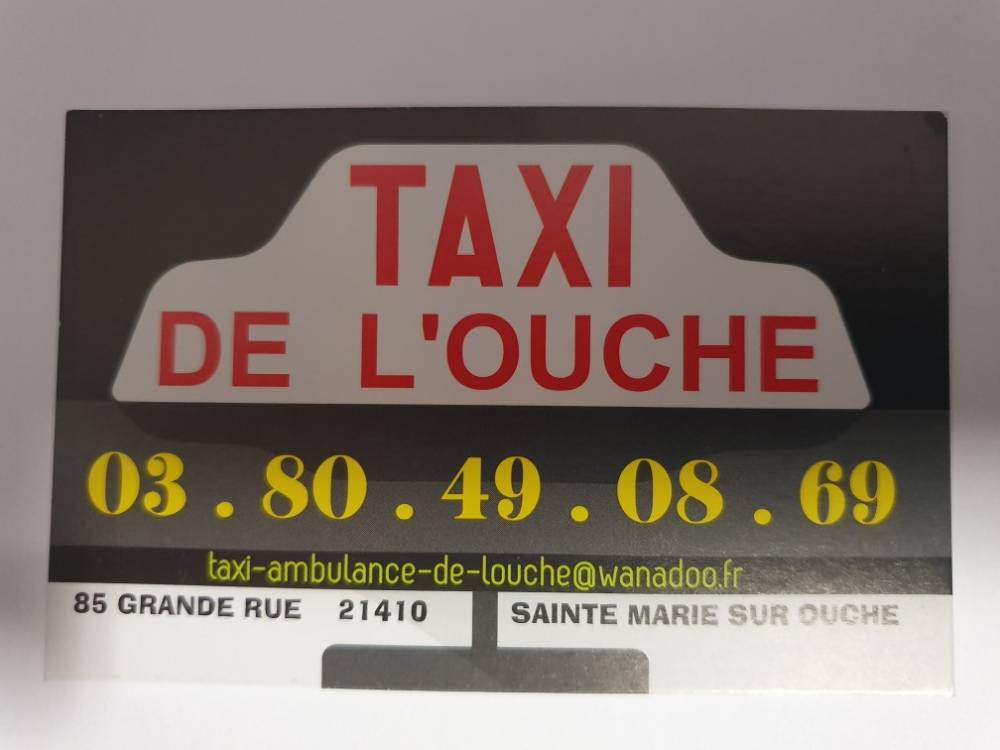 TAXI
DE L'OUCHE
03 . 80 . 49 . 08 . 69
taxi-ambulance-de-louche@wanadoo.fr
85 GRANDE RUE 21410 SAINTE MARIE SUR OUCHE